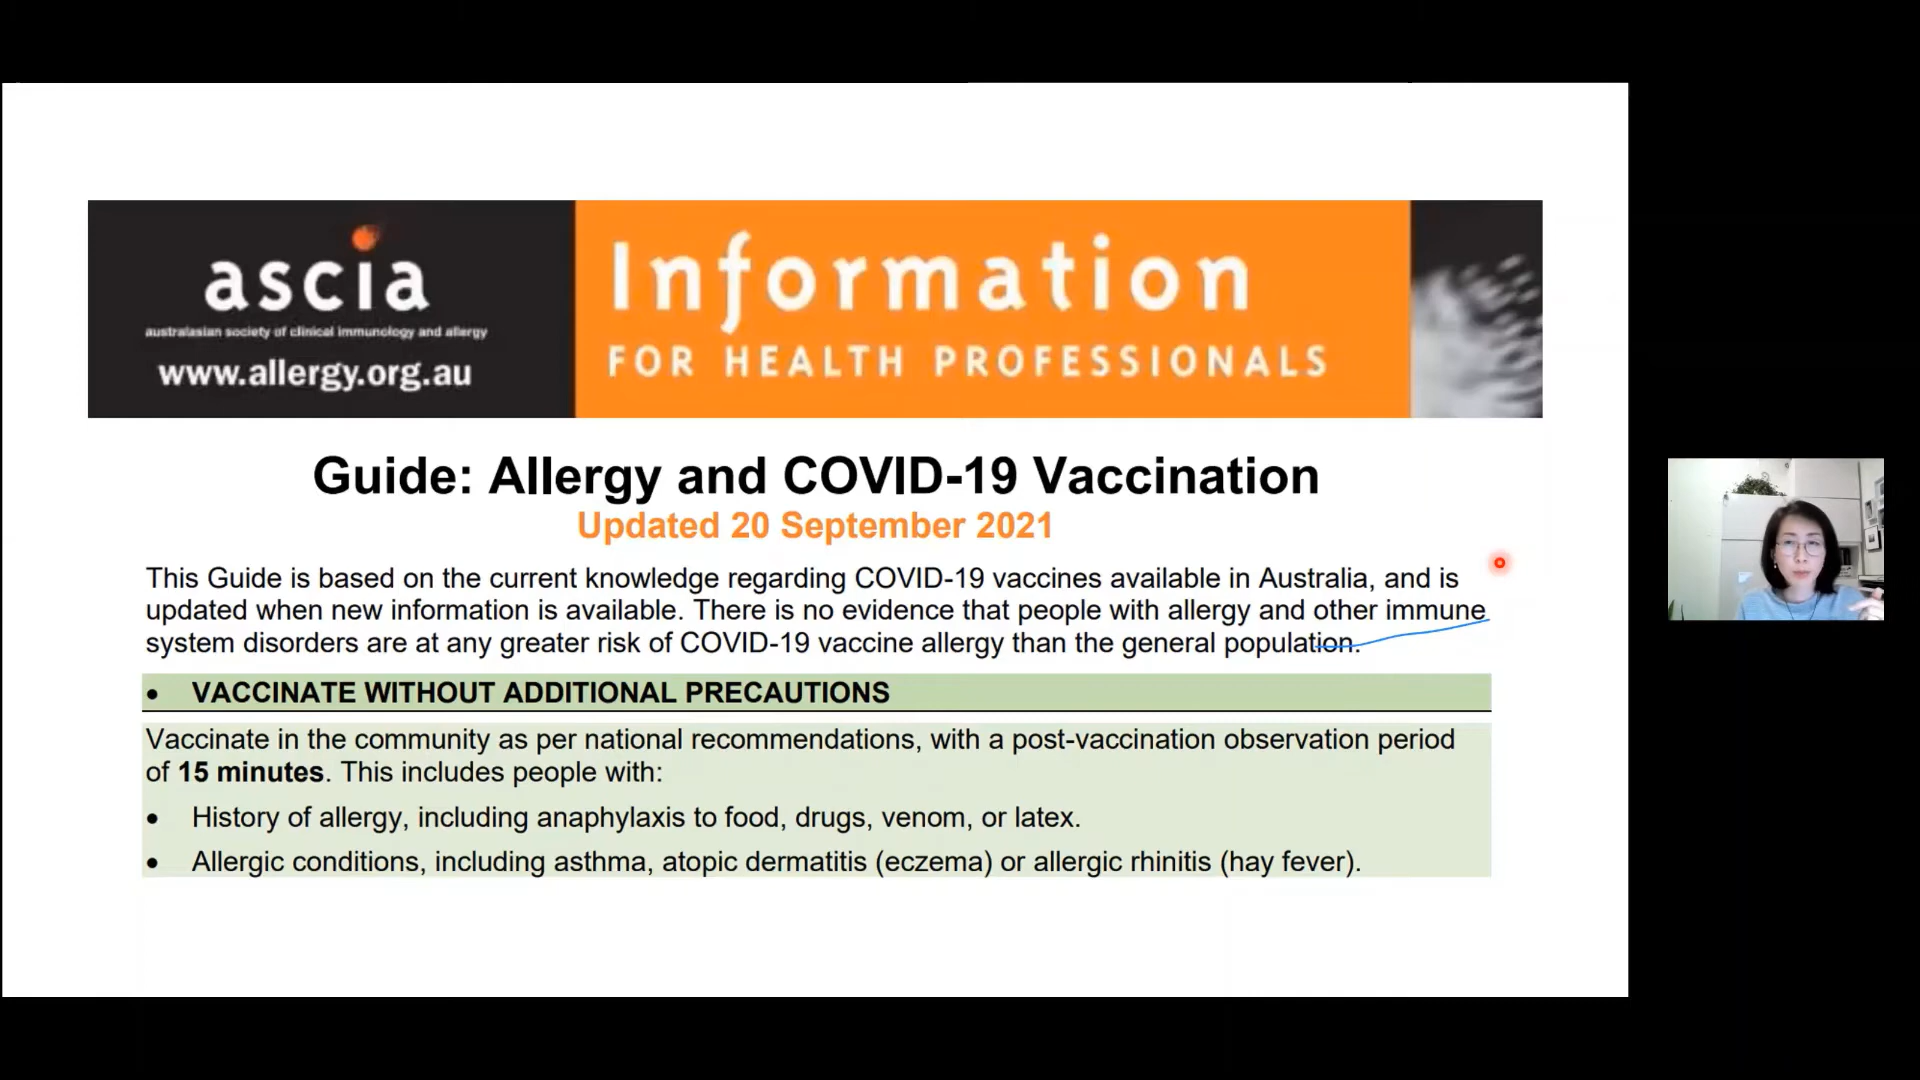 ascia
australasian society of clinical immunology and allergy
www.allergy.org.au
Information
FOR HEALTH PROFESSIONALS
Guide: Allergy and COVID-19 Vaccination
Updated 20 September 2021
This Guide is based on the current knowledge regarding COVID-19 vaccines available in Australia, and is
updated when new information is available. There is no evidence that people with allergy and other immune
system disorders are at any greater risk of COVID-19 vaccine allergy than the general population.
• VACCINATE WITHOUT ADDITIONAL PRECAUTIONS
Vaccinate in the community as per national recommendations, with a post-vaccination observation period
of 15 minutes. This includes people with:
• History of allergy, including anaphylaxis to food, drugs, venom, or latex.
• Allergic conditions, including asthma, atopic dermatitis (eczema) or allergic rhinitis (hay fever).